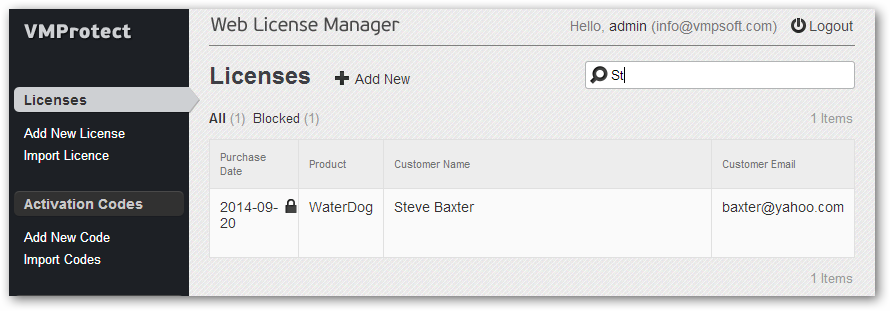 VMProtect
Web License Manager
Hello, admin (info@vmpsoft.com) Logout
Licenses
Add New License
Import Licence
Activation Codes
Add New Code
Import Codes
Licenses Add New
St
All (1) Blocked (1)
1 Items
Purchase Date
Product
Customer Name
Customer Email
2014-09-
20
WaterDog
Steve Baxter
baxter@yahoo.com
1 Items